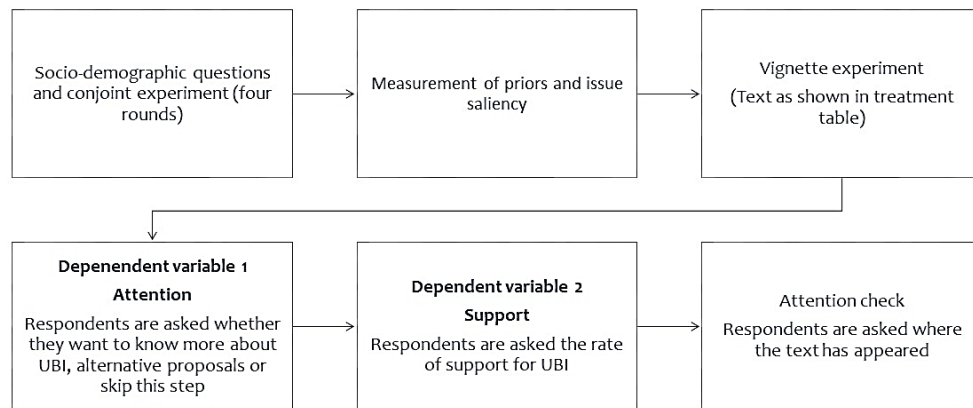 Socio-demographic questions
and conjoint experiment (four
rounds)
Measurement of priors and issue
saliency
Vignette experiment
(Text as shown in treatment
table)
Depenendent variable 1
Attention
Respondents are asked whether
they want to know more about
UBI, alternative proposals or
skip this step
Dependent variable 2
Support
Respondents are asked the rate
of support for UBI
Attention check
Respondents are asked where
the text has appeared